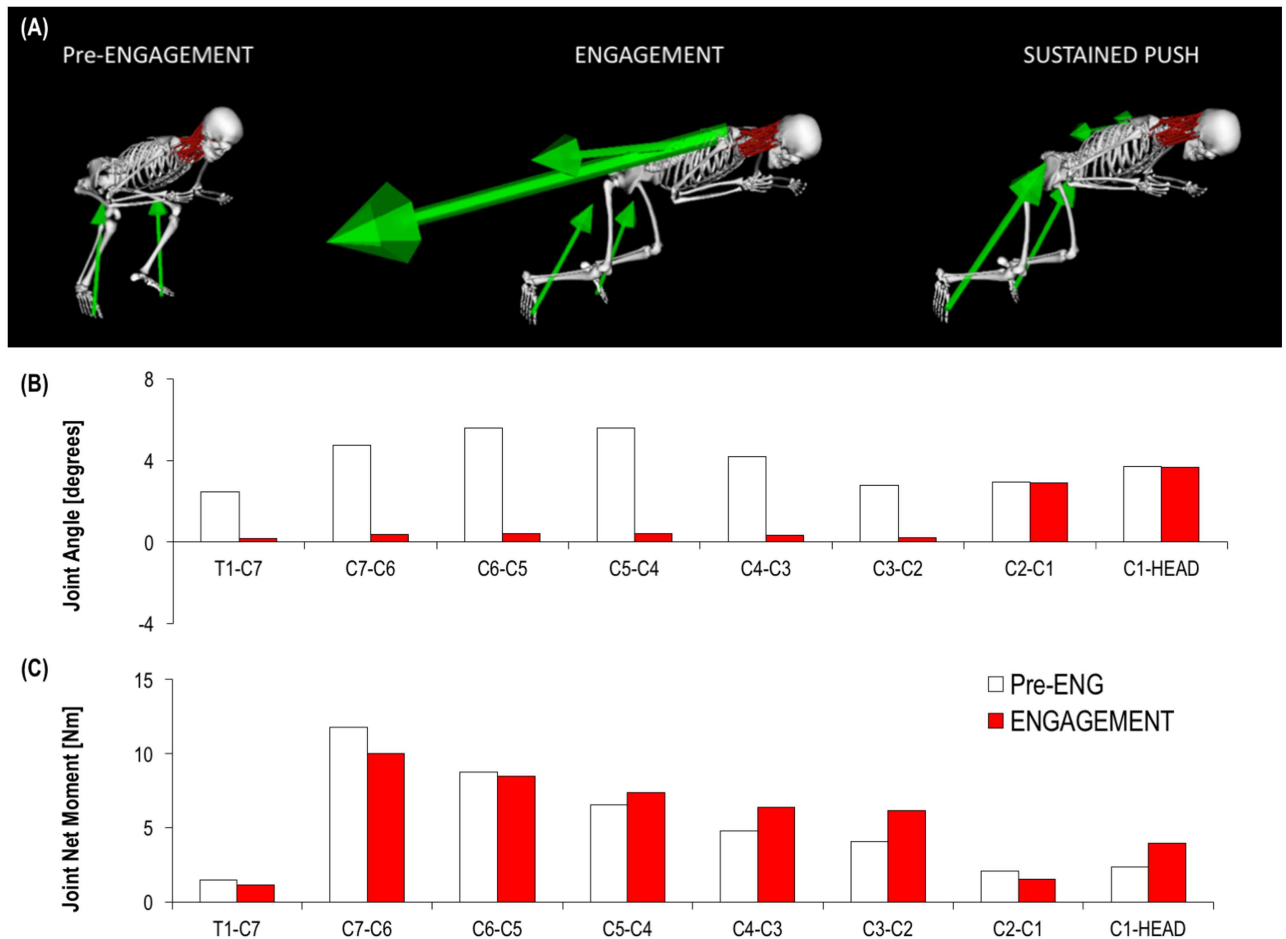 (A)
Pre-ENGAGEMENT ENGAGEMENT SUSTAINED PUSH
(B)
Joint Angle [degrees]
8
4
0
-4
T1-C7 C7-C6 C6-C5 C5-C4 C4-C3 C3-C2 C2-C1 C1-HEAD
(C)
Joint Net Moment [Nm]
15
10
5
0
Pre-ENG
ENGAGEMENT
T1-C7 C7-C6 C6-C5 C5-C4 C4-C3 C3-C2 C2-C1 C1-HEAD